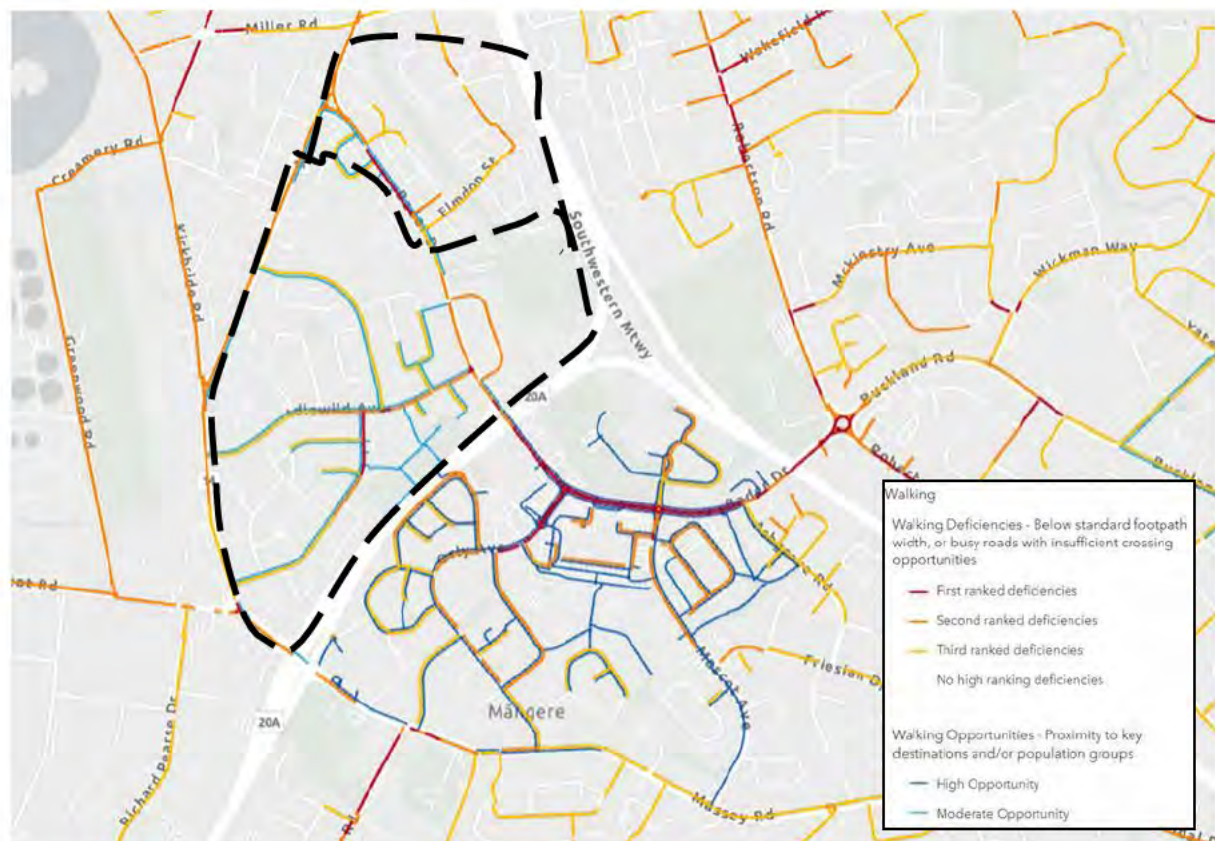 Miller Rd
Wakefield R
Creamery Rd
Robertson Rd
Elmdon St
Kirkbride Rd
Southwestern Mtwy
Mckinstry Ave
Wickman Way
Greenwood Rd
Buckland Rd
20A
Walking
Walking Deficiencies - Below standard footpath
width, or busy roads with insufficient crossing
opportunities
First ranked deficiencies
Second ranked deficiencies
Third ranked deficiencies
No high ranking deficiencies
Walking Opportunities - Proximity to key
destinations and/or population groups
High Opportunity
Moderate Opportunity
Friesian D
Mascot Ave
Māngere
20A
Richard Pearse Dr
Massey Rd
Rd